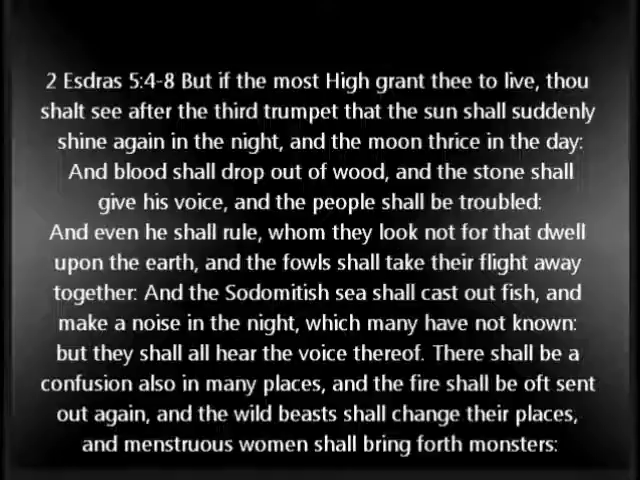 2 Esdras 5:4-8 But if the most High grant thee to live, thou
shalt see after the third trumpet that the sun shall suddenly
shine again in the night, and the moon thrice in the day:
And blood shall drop out of wood, and the stone shall
give his voice, and the people shall be troubled:
And even he shall rule, whom they look not for that dwell
upon the earth, and the fowls shall take their flight away
together: And the Sodomitish sea shall cast out fish, and
make a noise in the night, which many have not known:
but they shall all hear the voice thereof. There shall be a
confusion also in many places, and the fire shall be oft sent
out again, and the wild beasts shall change their places,
and menstruous women shall bring forth monsters: